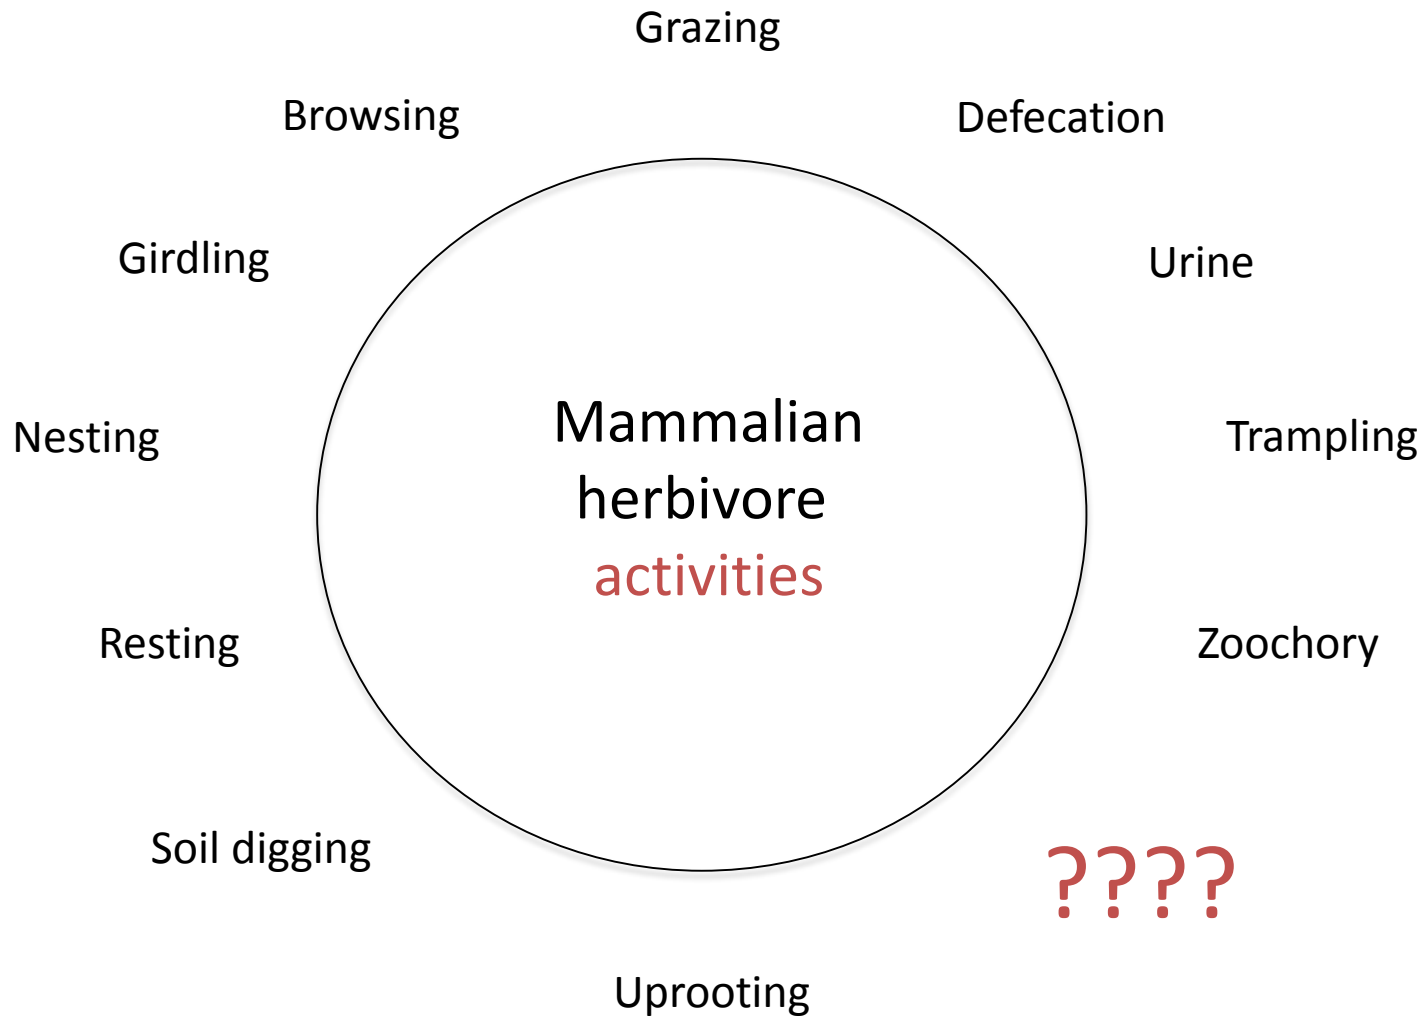 Grazing
Browsing
Defecation
Girdling
Urine
Nesting
Trampling
Mammalian
herbivore
activities
Resting
Zoochory
Soil digging
????
Uprooting